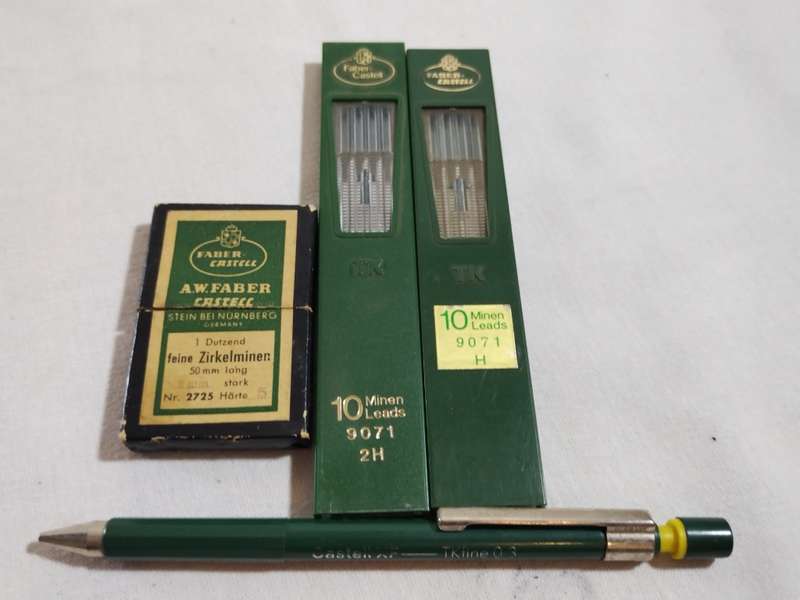 FABER-
CASTELL
A.W.FABER
CASTELL
STEIN BEI NÜRNBERG
GERMANY
1 Dutzend
feine Zirkelminen
50 mm lang
stark
Nr. 2725 Härte 5
Faber-
Castell
TK
10 Minen
Leads
9071
2H
FABER-
CASTELL
TK
10 Minen
Leads
9071
H
Castell XF TKfine 0.3